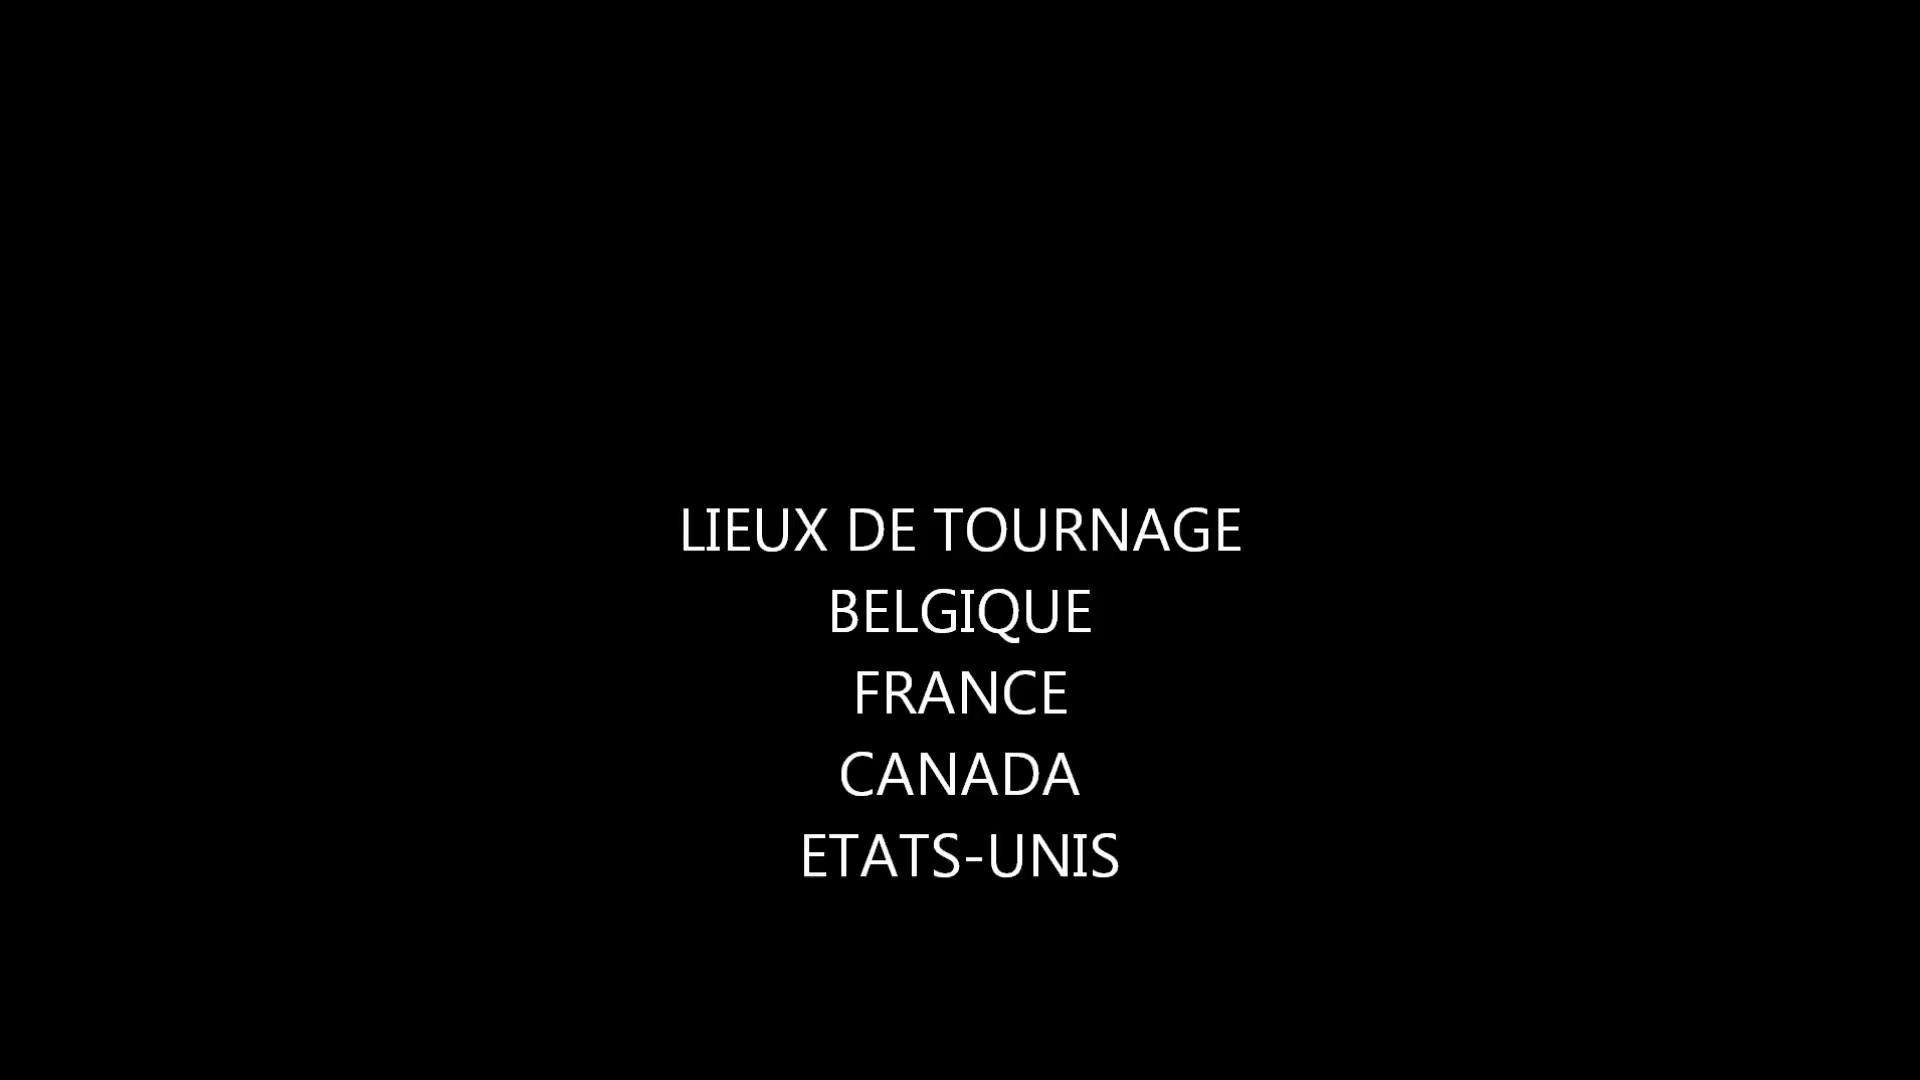 LIEUX DE TOURNAGE
BELGIQUE
FRANCE
CANADA
ETATS-UNIS